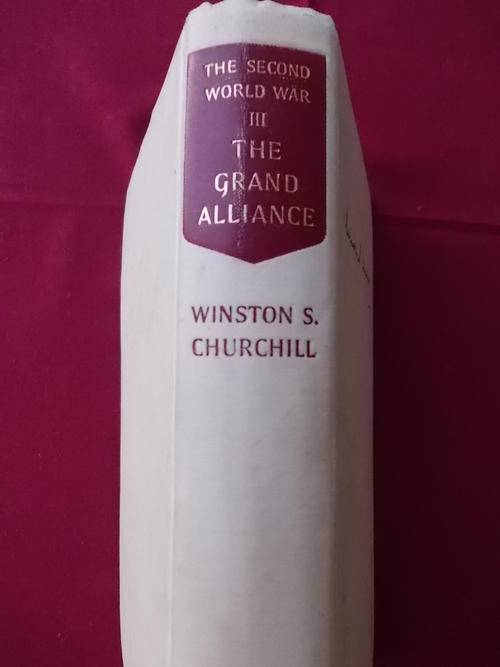 THE SECOND
WORLD WAR
III
THE
GRAND
ALLIANCE
WINSTON S.
CHURCHILL